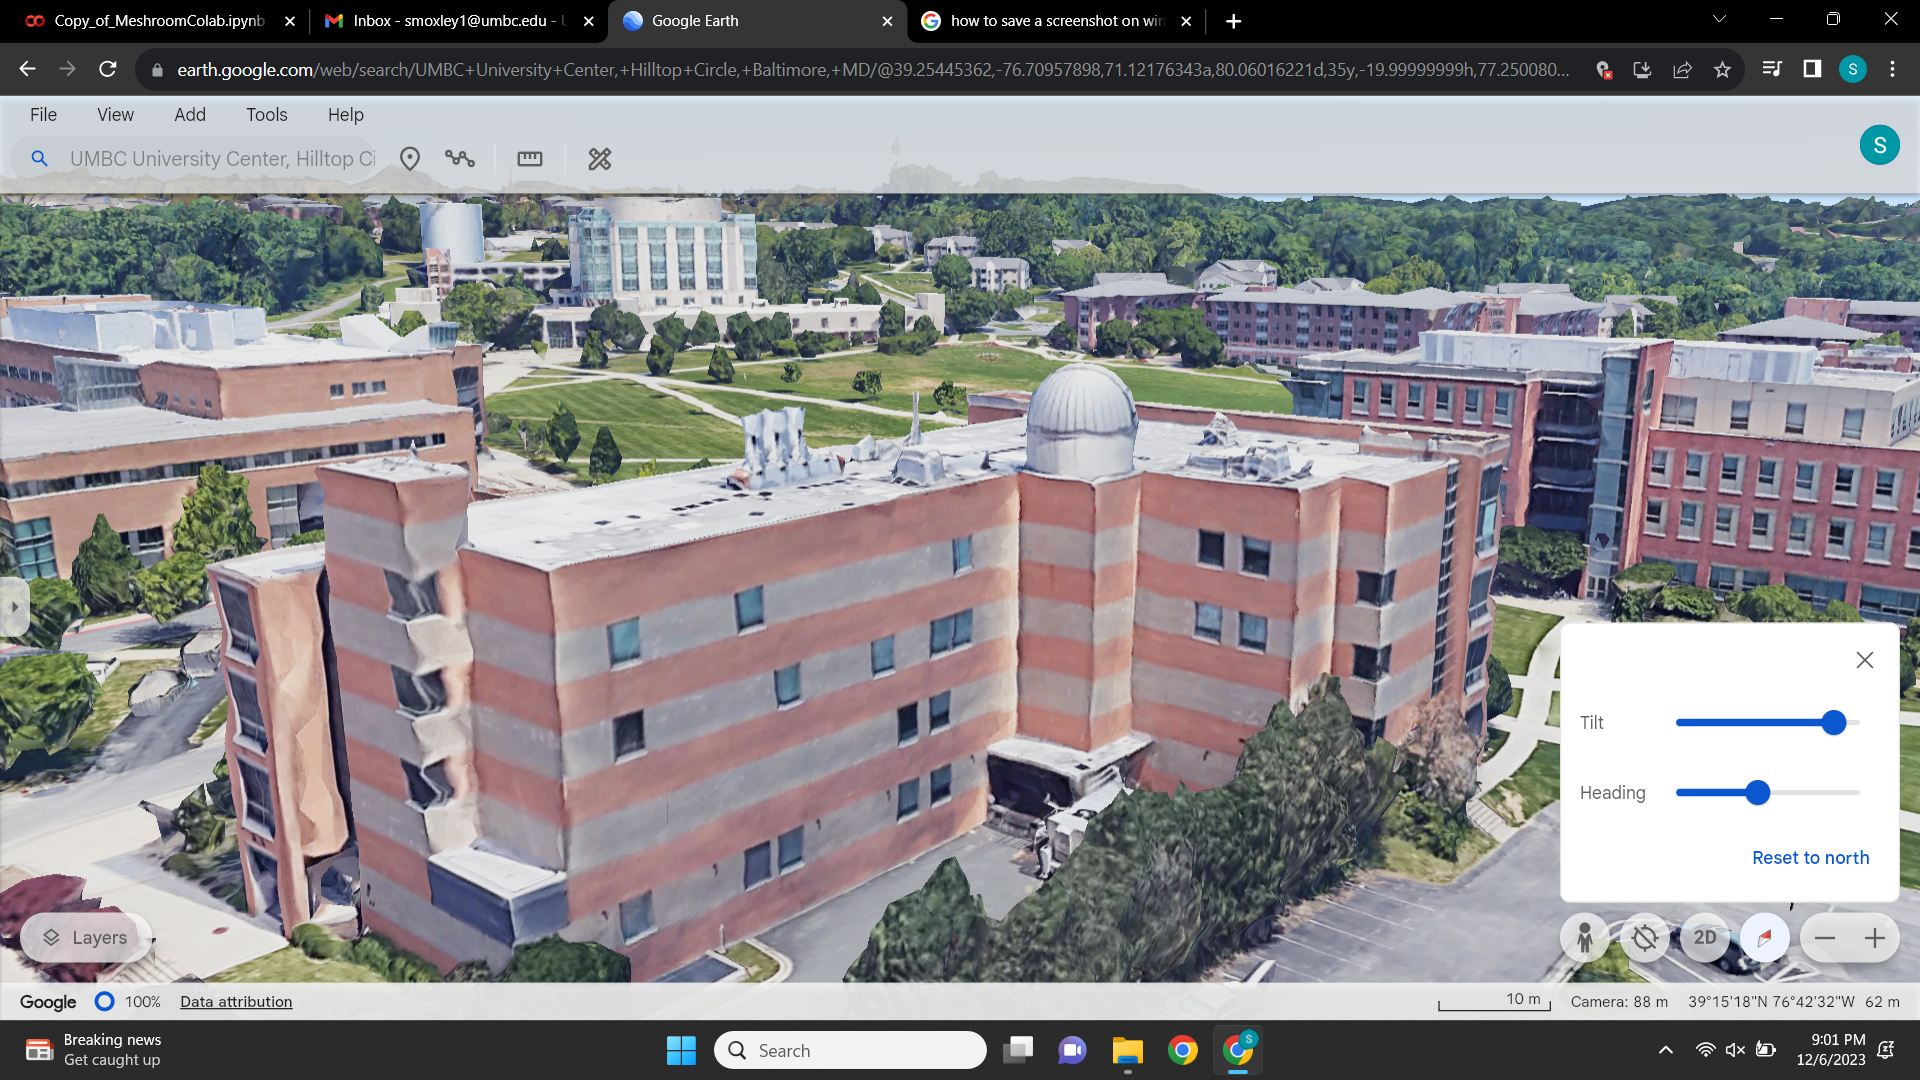 Copy_of_MeshroomColab.ipynb
Inbox - smoxley1@umbc.edu - U
Google Earth
how to save a screenshot on win
earth.google.com/web/search/UMBC+University+Center,+Hilltop+Circle,+Baltimore,+MD/@39.25445362,-76.70957898,71.12176343a,80.06016221d,35y,-19.99999999h,77.250080...
S
File View Add Tools Help
UMBC University Center, Hilltop Ci
S
Tilt
Heading
Reset to north
Layers
2D
Google 100% Data attribution
10 m
Camera: 88 m 39°15'18"N 76°42'32"W 62 m
Breaking news
Get caught up
Search
S
9:01 PM
12/6/2023